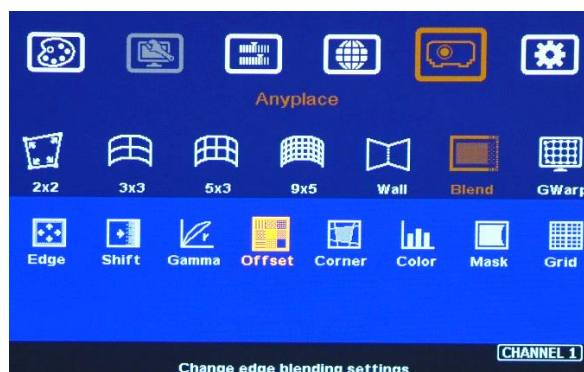 Anyplace
2x2 3x3 5x3 9x5 Wall Blend GWarp
Edge Shift Gamma Offset Corner Color Mask Grid
CHANNEL 1
Change edge blending settings